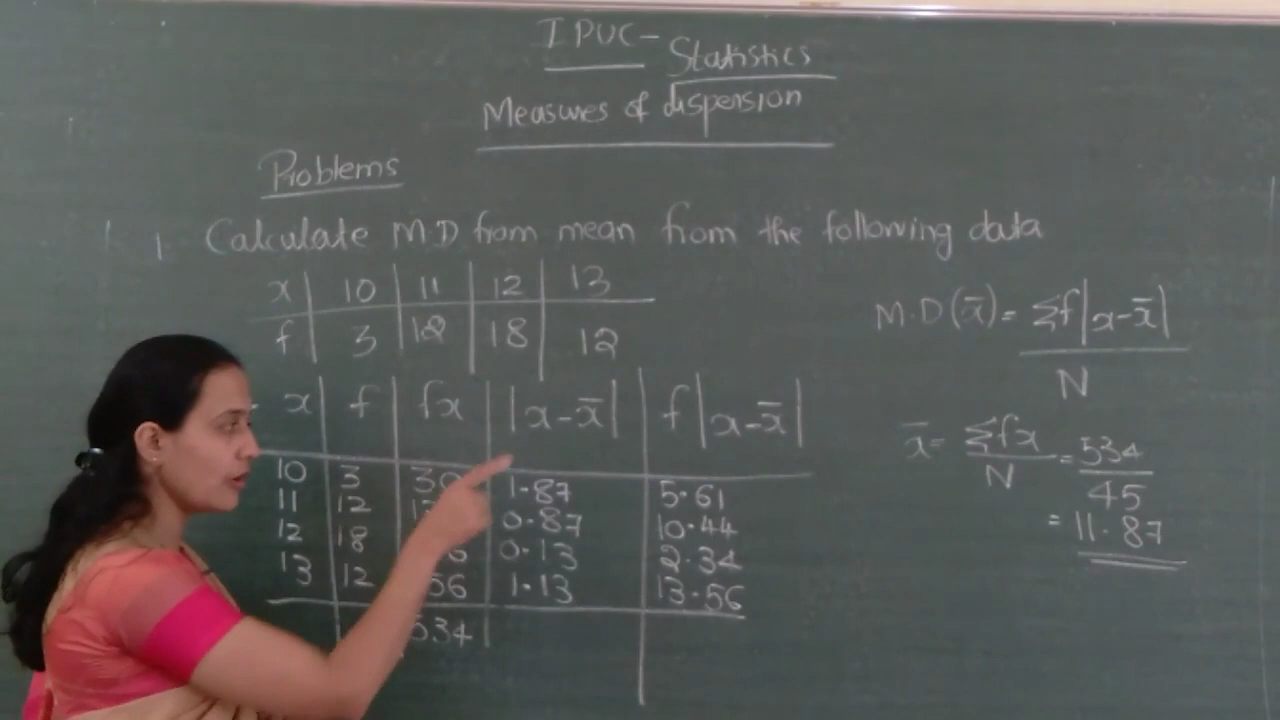 I PUC - Statistics
Measures of dispension
Problems
1. Calculate M.D from mean from the following data
x | 10 | 11 | 12 | 13
f | 3 | 12 | 18 | 12
M.D(x̄) = Σf|x-x̄| / N
x | f | fx | |x-x̄| | f|x-x̄|
10 | 3 | 30 | 1.87 | 5.61
11 | 12 | 0.87 | 10.44
12 | 18 | 0.13 | 2.34
13 | 12 | 56 | 1.13 | 13.56
534
x̄ = Σfx / N = 534 / 45
= 11.87